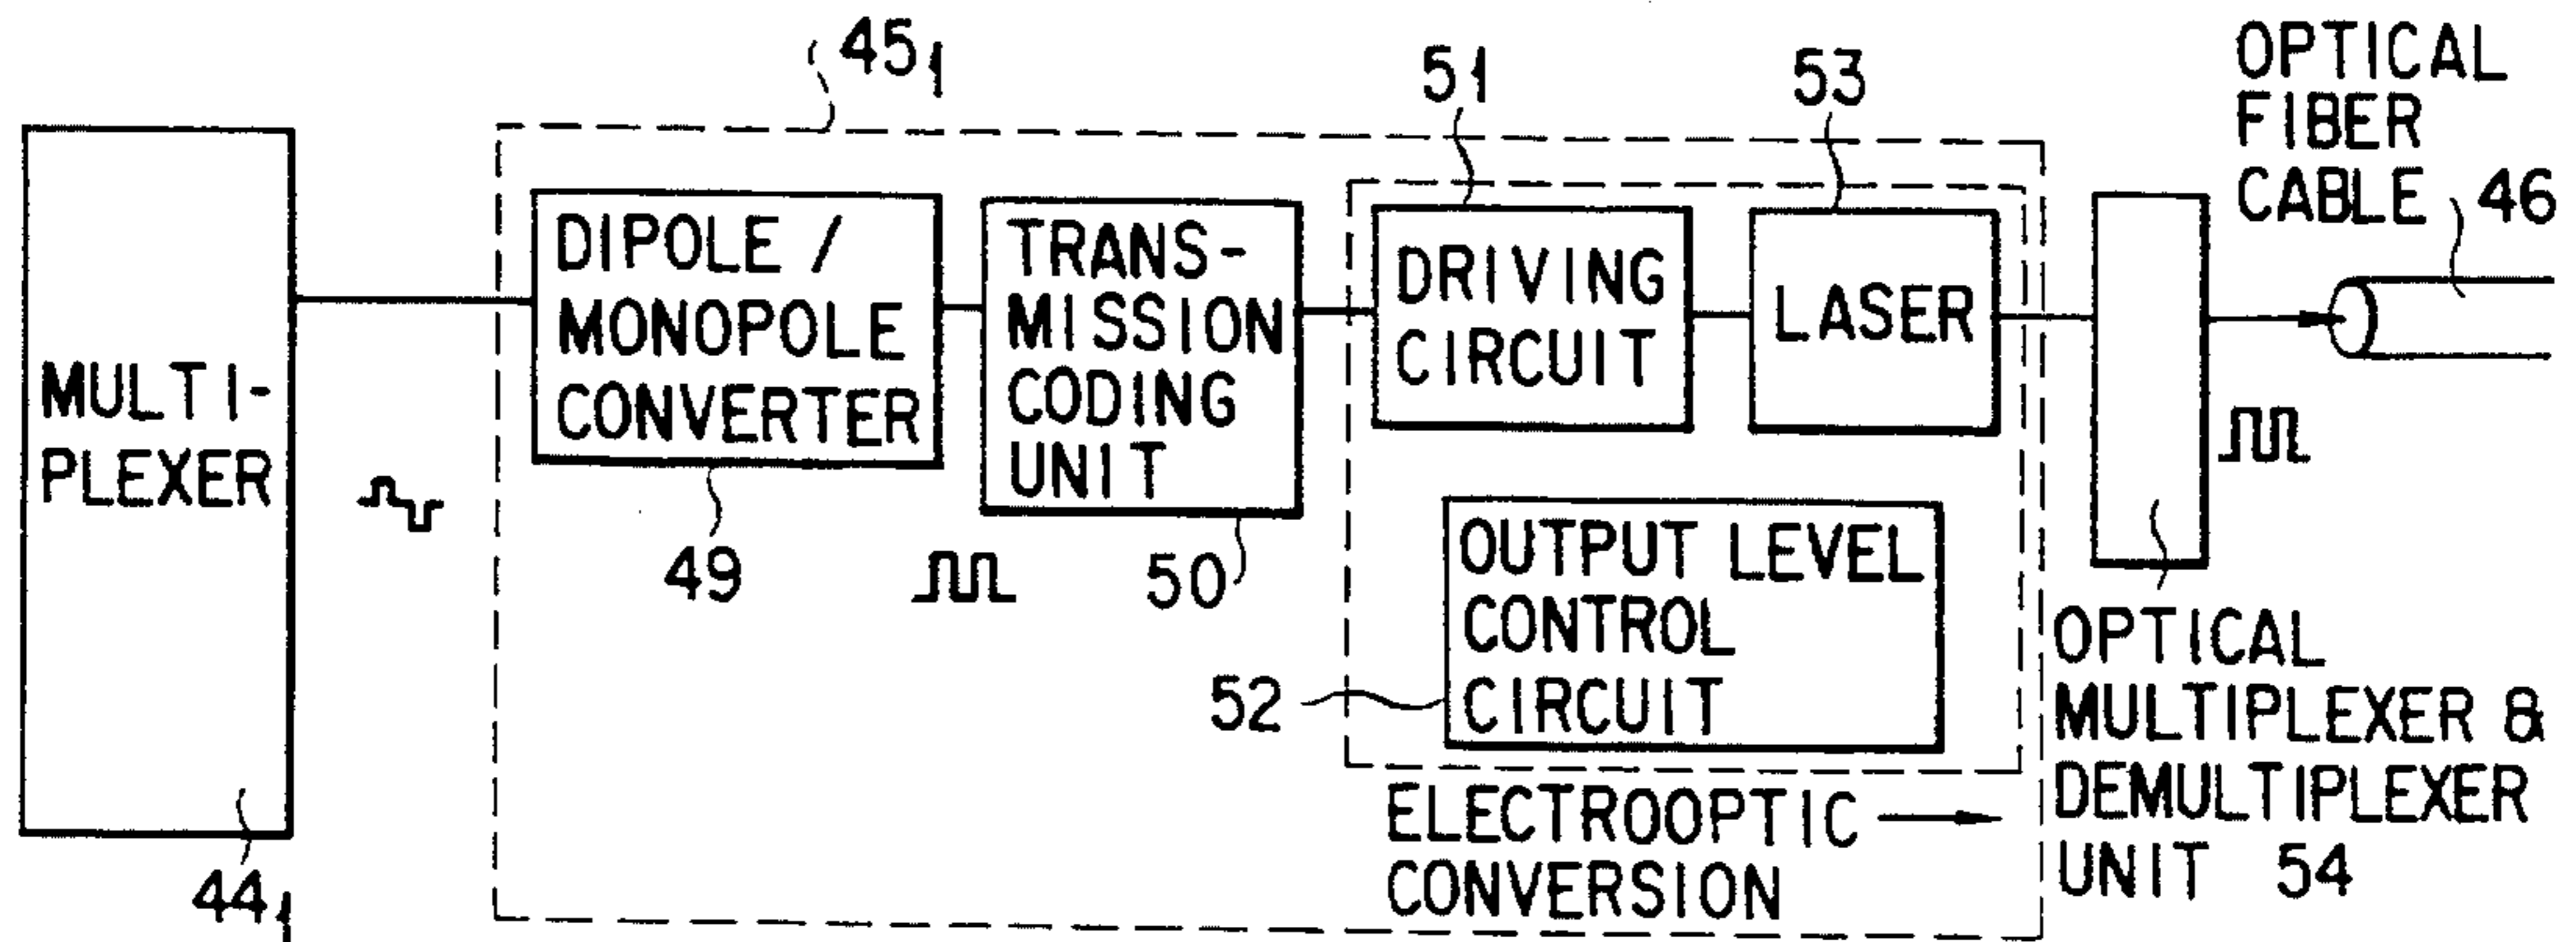 MULTI-
PLEXER
44₁
45₁
DIPOLE /
MONOPOLE
CONVERTER
49
TRANS-
MISSION
CODING
UNIT
50
51
DRIVING
CIRCUIT
53
LASER
OUTPUT LEVEL
CONTROL
CIRCUIT
52
ELECTROOPTIC
CONVERSION
OPTICAL
FIBER
CABLE 46
OPTICAL
MULTIPLEXER &
DEMULTIPLEXER
UNIT 54